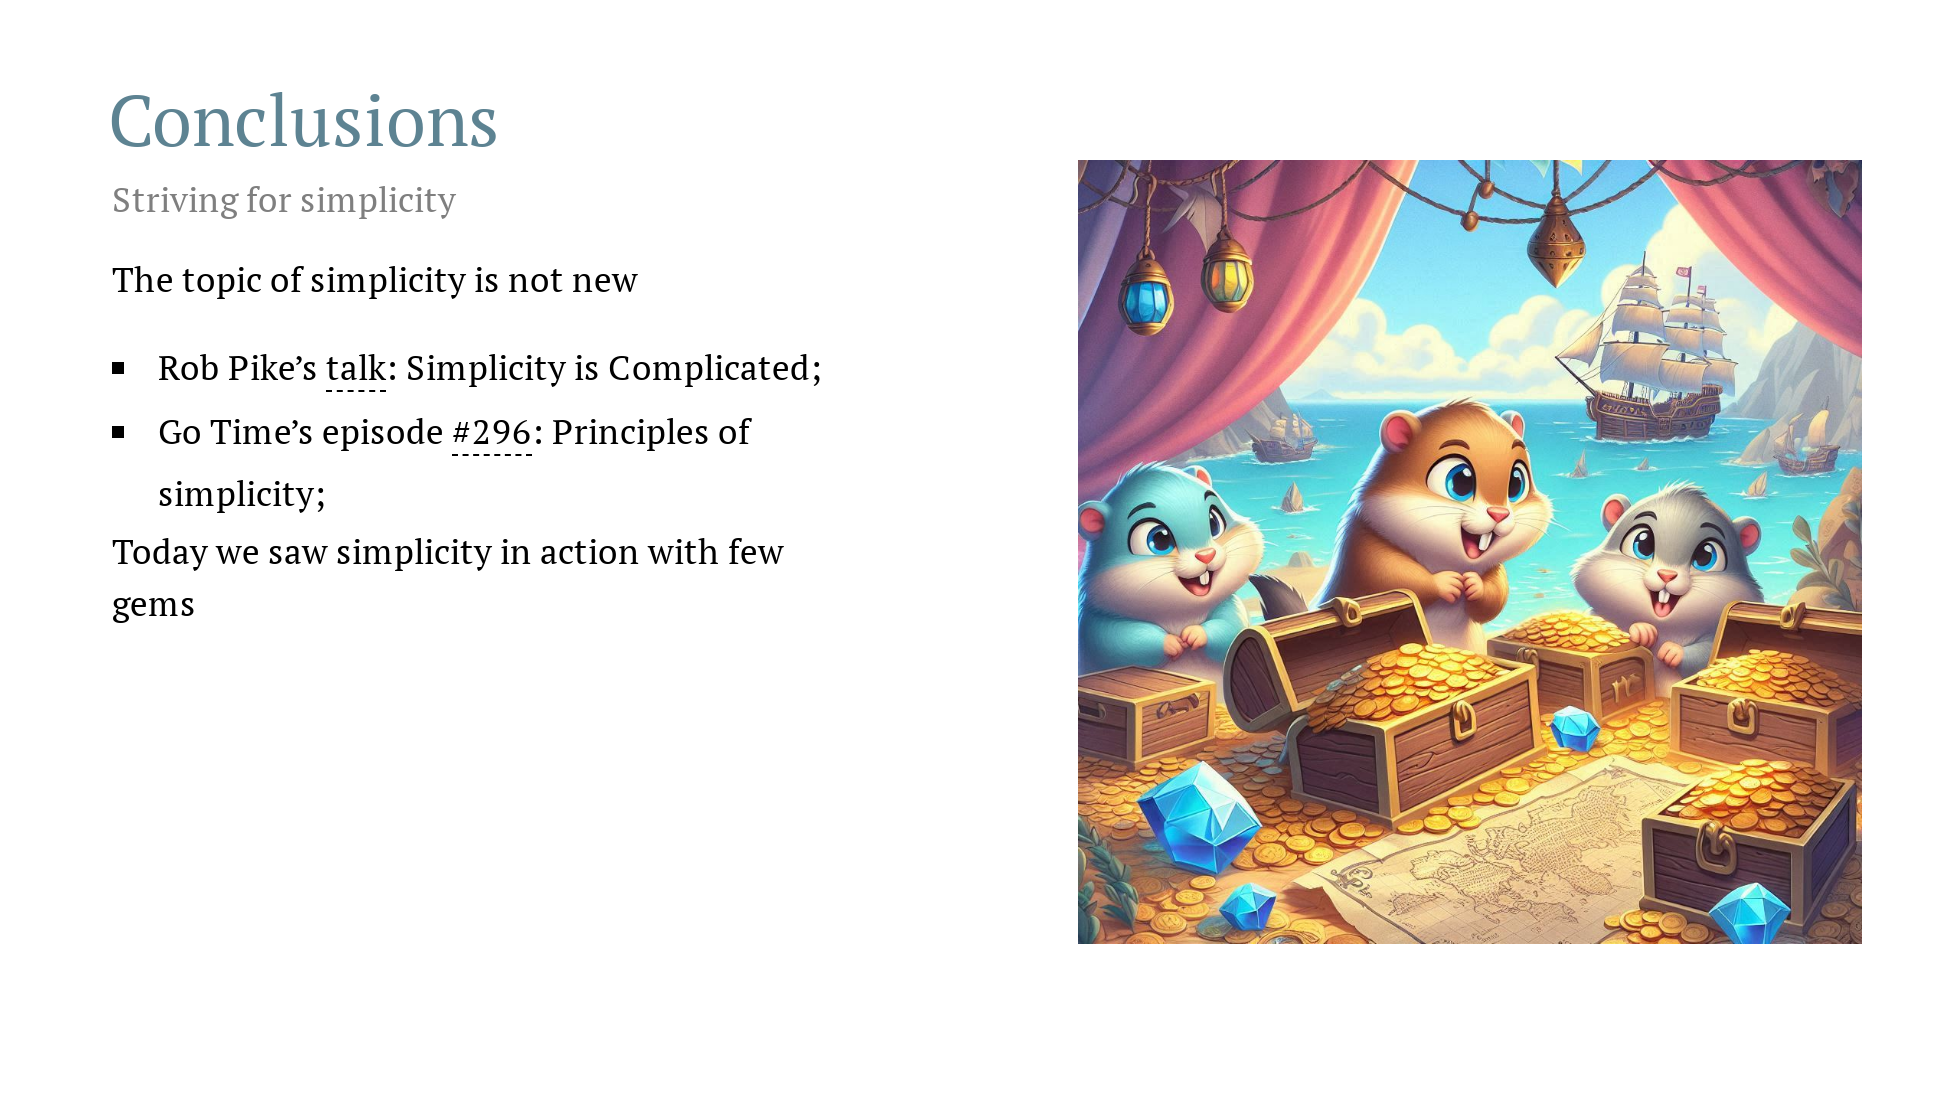 Conclusions
Striving for simplicity
The topic of simplicity is not new
▪ Rob Pike’s talk: Simplicity is Complicated;
▪ Go Time’s episode #296: Principles of
simplicity;
Today we saw simplicity in action with few
gems